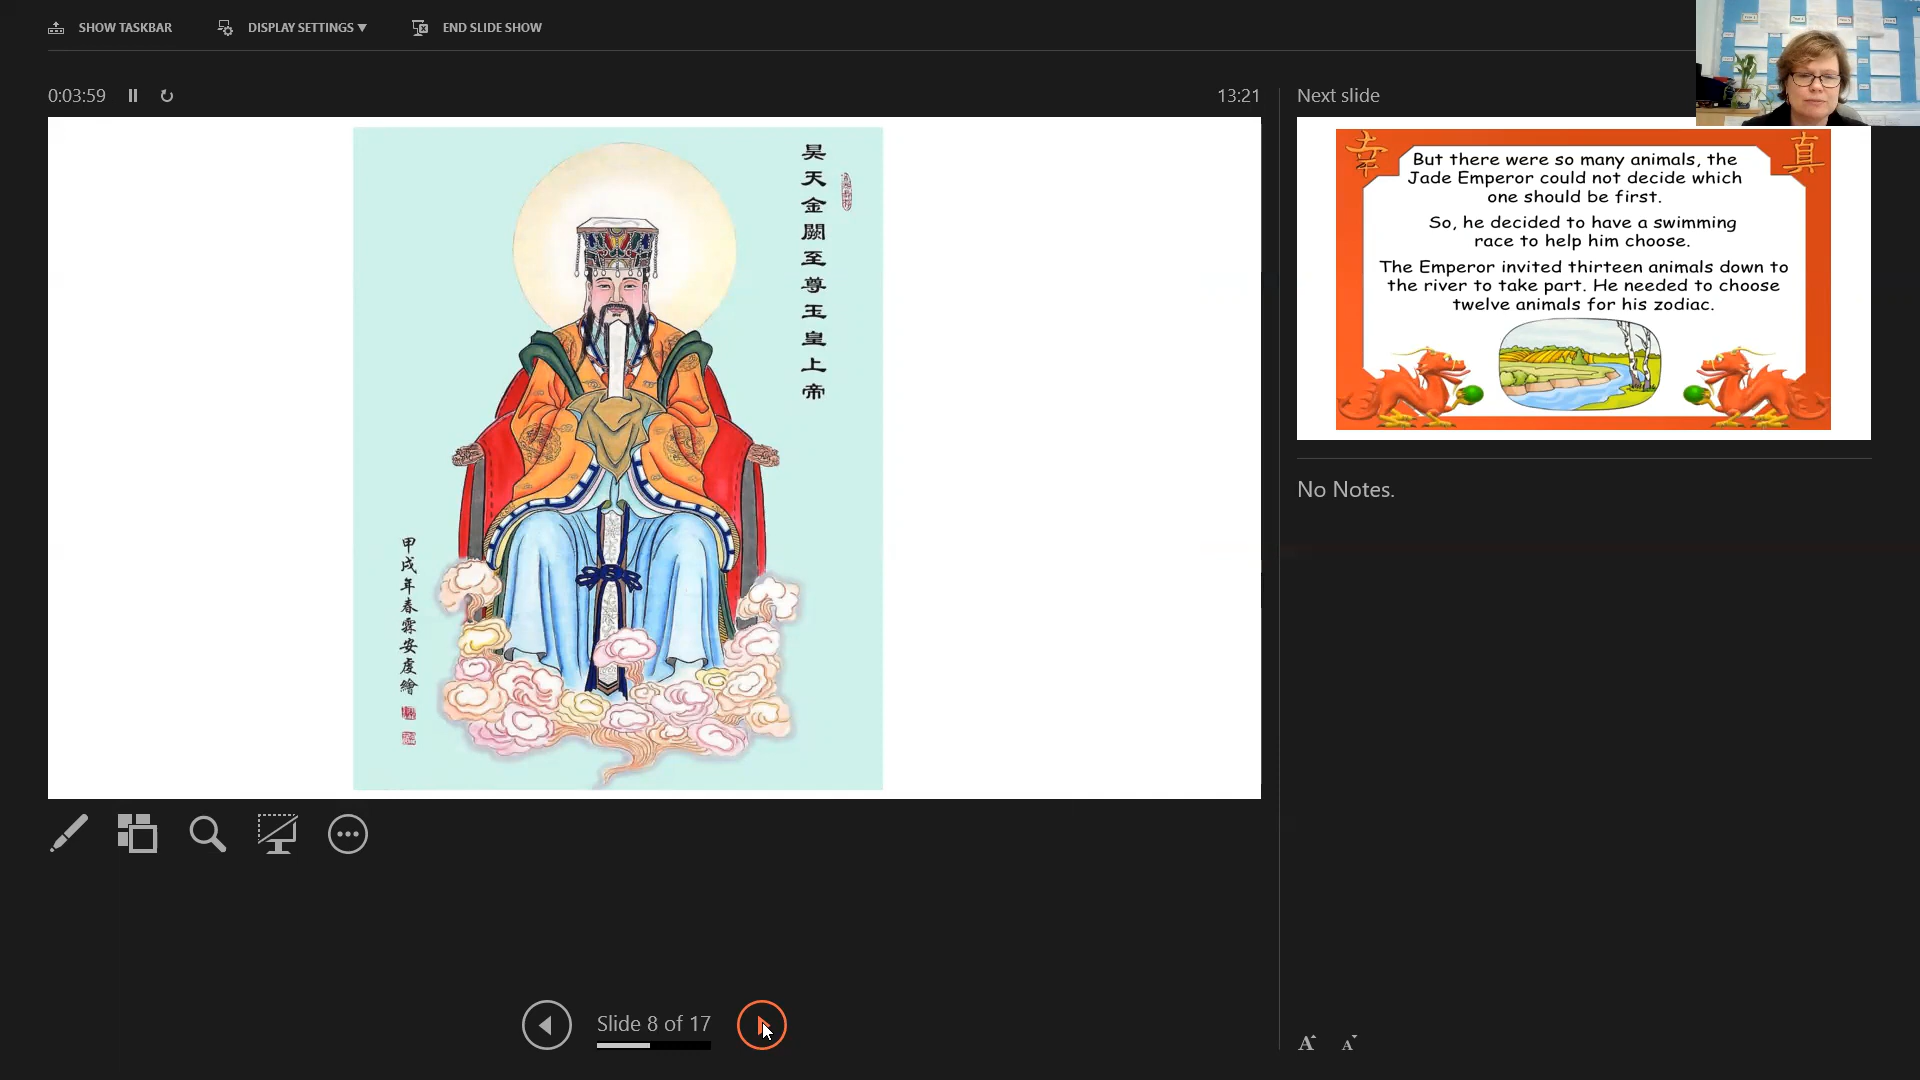 SHOW TASKBAR
DISPLAY SETTINGS
END SLIDE SHOW
0:03:59
13:21
Next slide
昊天金闕至尊玉皇上帝
甲戌年春霖安虔繪
幸
真
But there were so many animals, the
Jade Emperor could not decide which
one should be first.
So, he decided to have a swimming
race to help him choose.
The Emperor invited thirteen animals down to
the river to take part. He needed to choose
twelve animals for his zodiac.
No Notes.
Slide 8 of 17
A
A